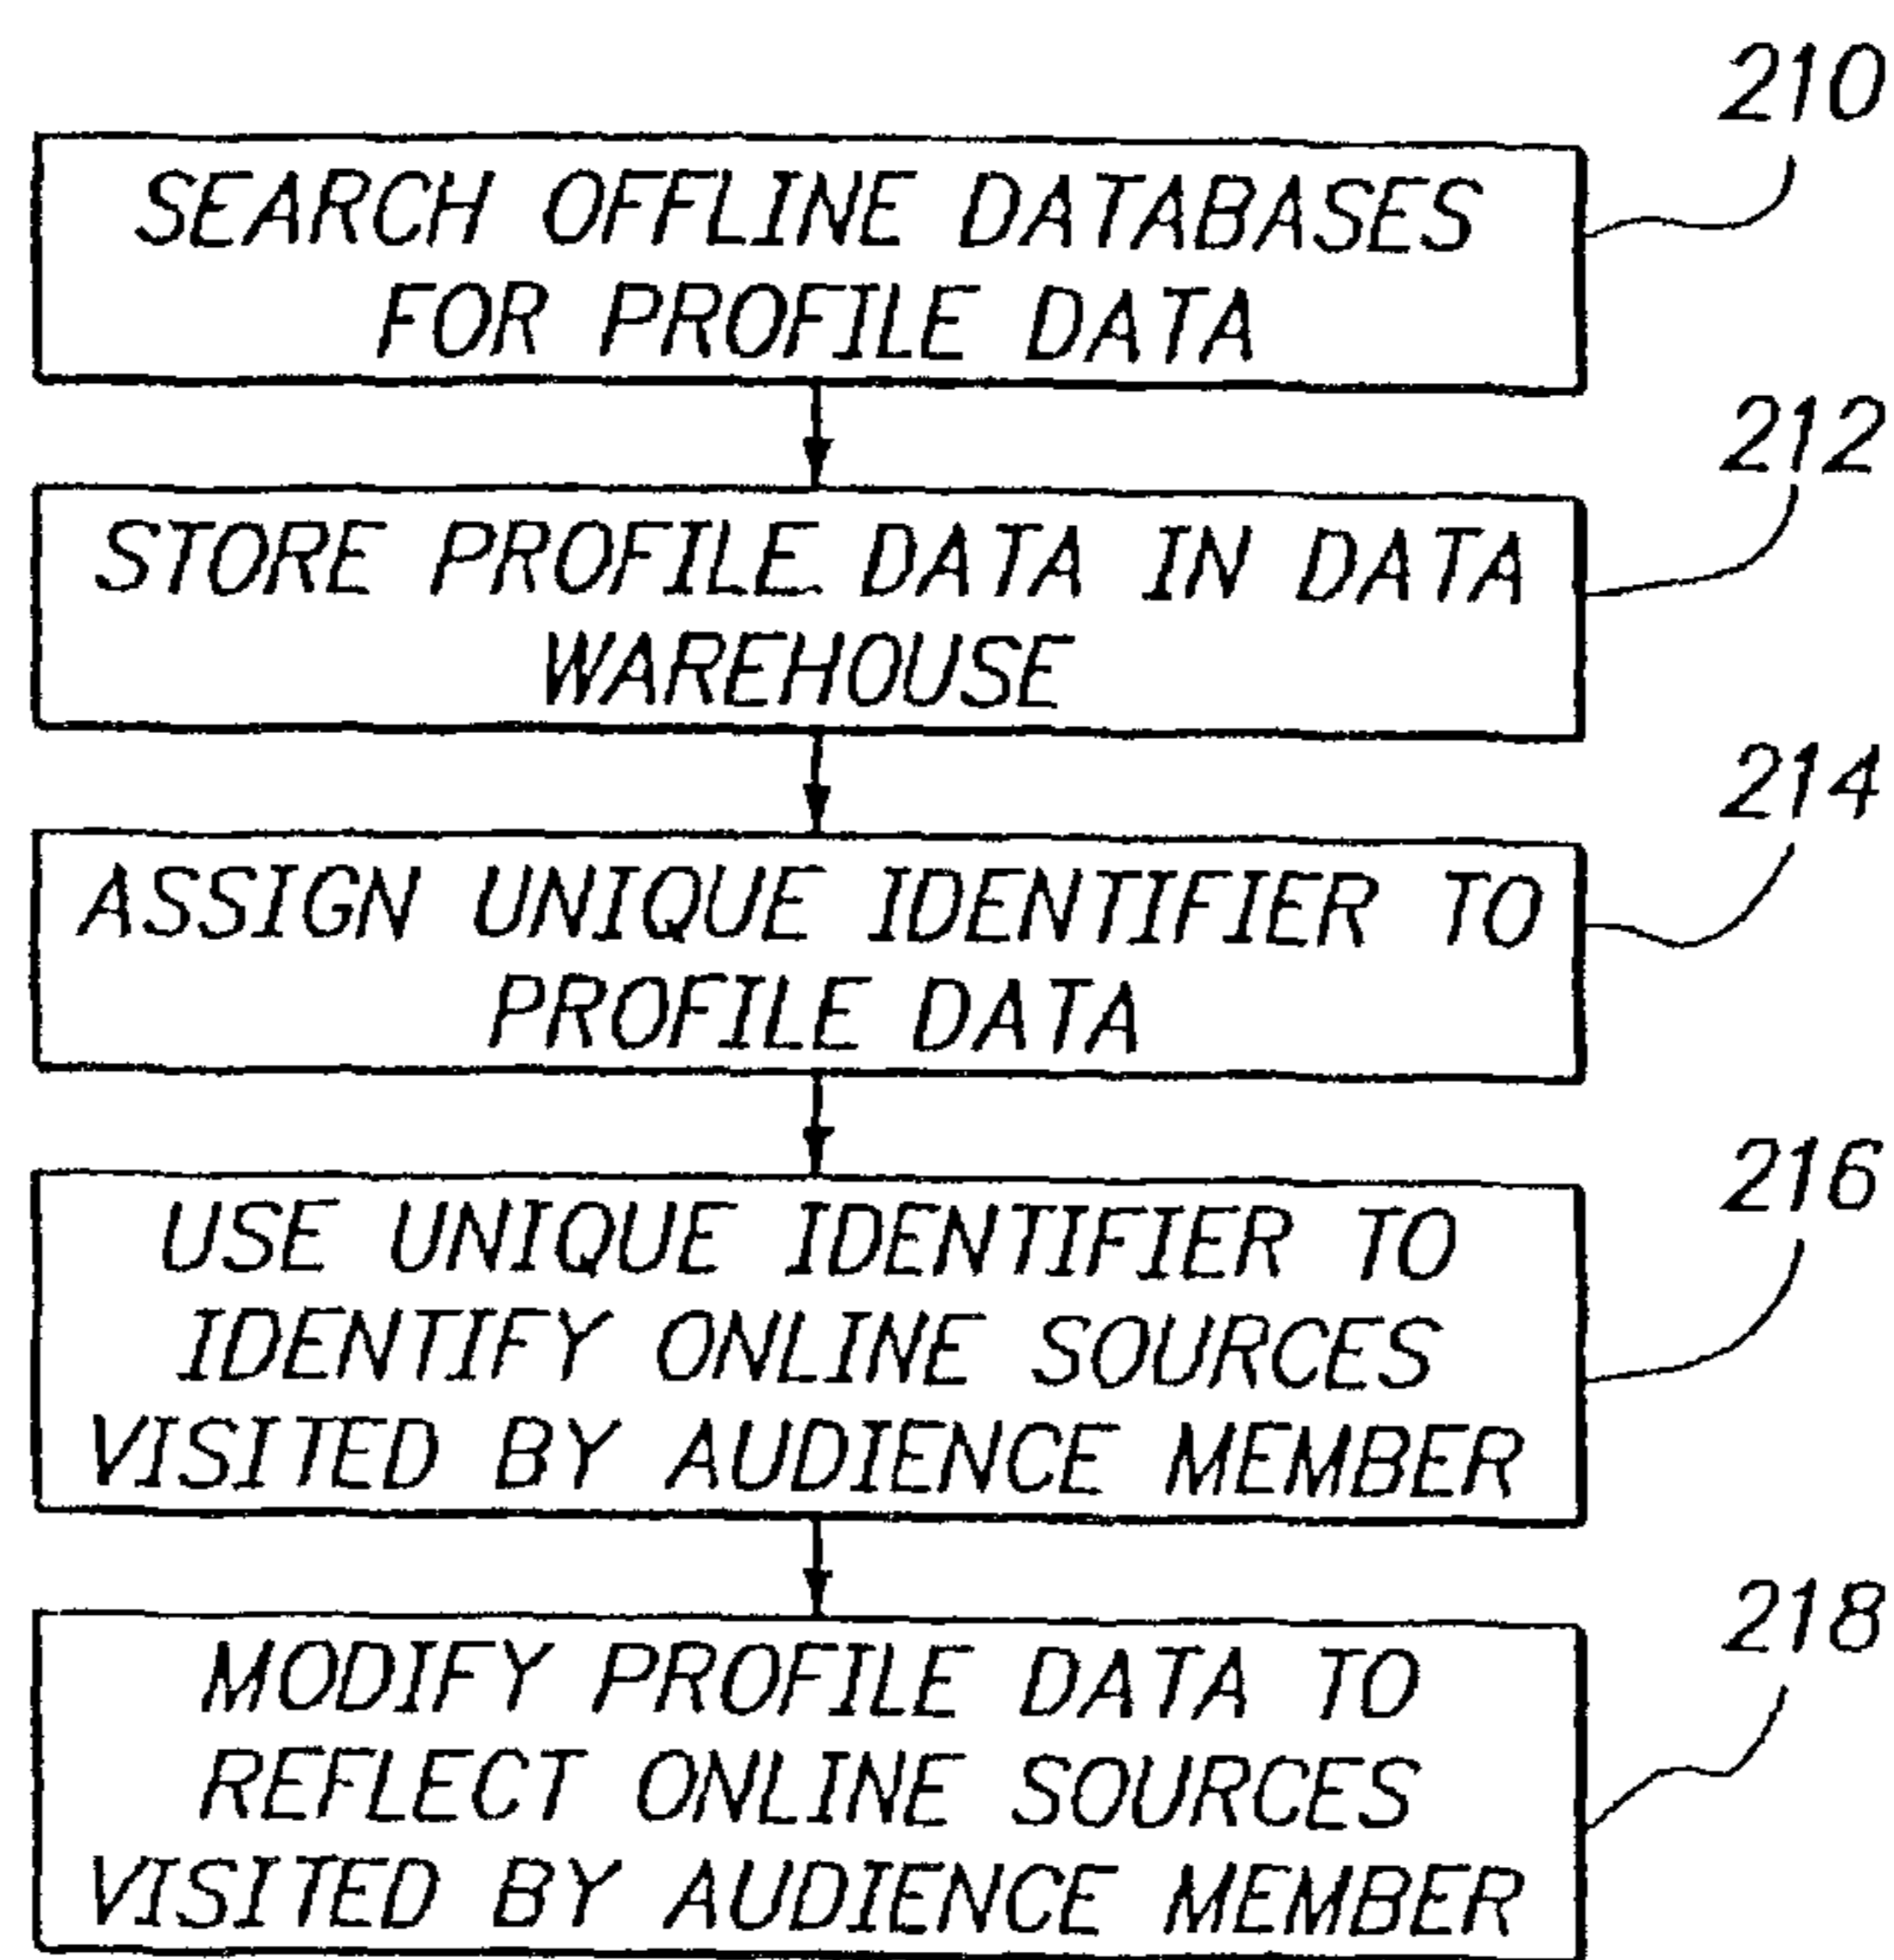 210
SEARCH OFFLINE DATABASES
FOR PROFILE DATA
212
STORE PROFILE DATA IN DATA
WAREHOUSE
214
ASSIGN UNIQUE IDENTIFIER TO
PROFILE DATA
216
USE UNIQUE IDENTIFIER TO
IDENTIFY ONLINE SOURCES
VISITED BY AUDIENCE MEMBER
218
MODIFY PROFILE DATA TO
REFLECT ONLINE SOURCES
VISITED BY AUDIENCE MEMBER